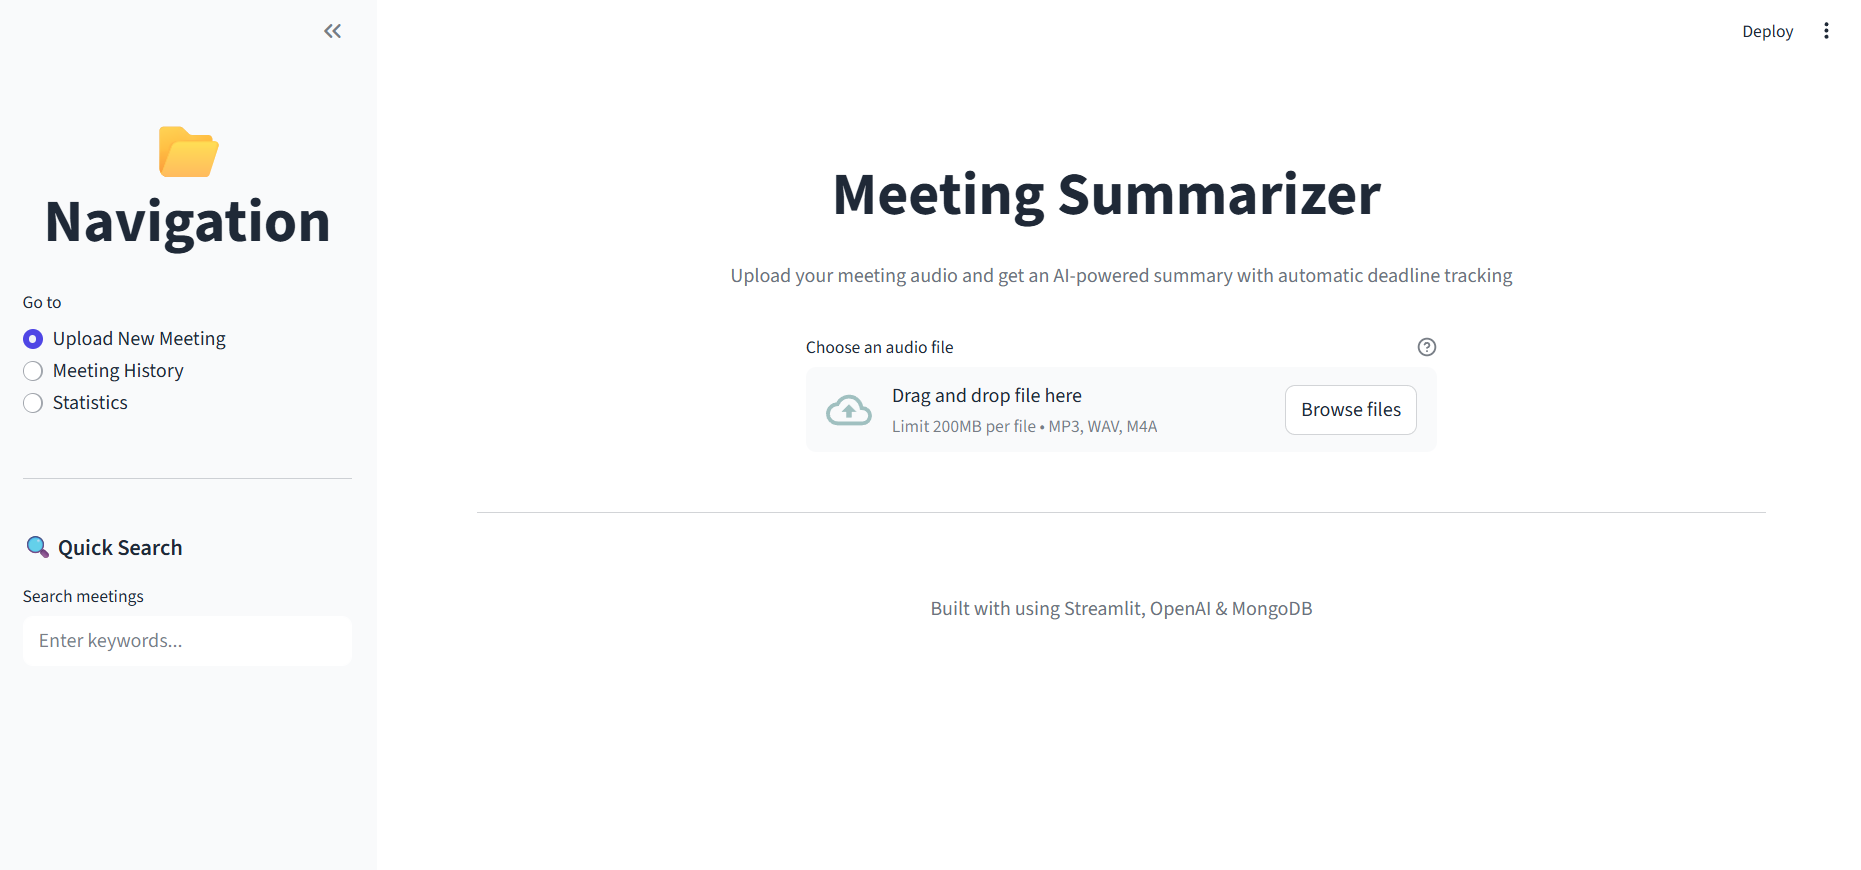 Deploy
Navigation
Go to
Upload New Meeting
Meeting History
Statistics
Quick Search
Search meetings
Enter keywords...
Meeting Summarizer
Upload your meeting audio and get an AI-powered summary with automatic deadline tracking
Choose an audio file
Drag and drop file here
Limit 200MB per file • MP3, WAV, M4A
Browse files
Built with using Streamlit, OpenAI & MongoDB